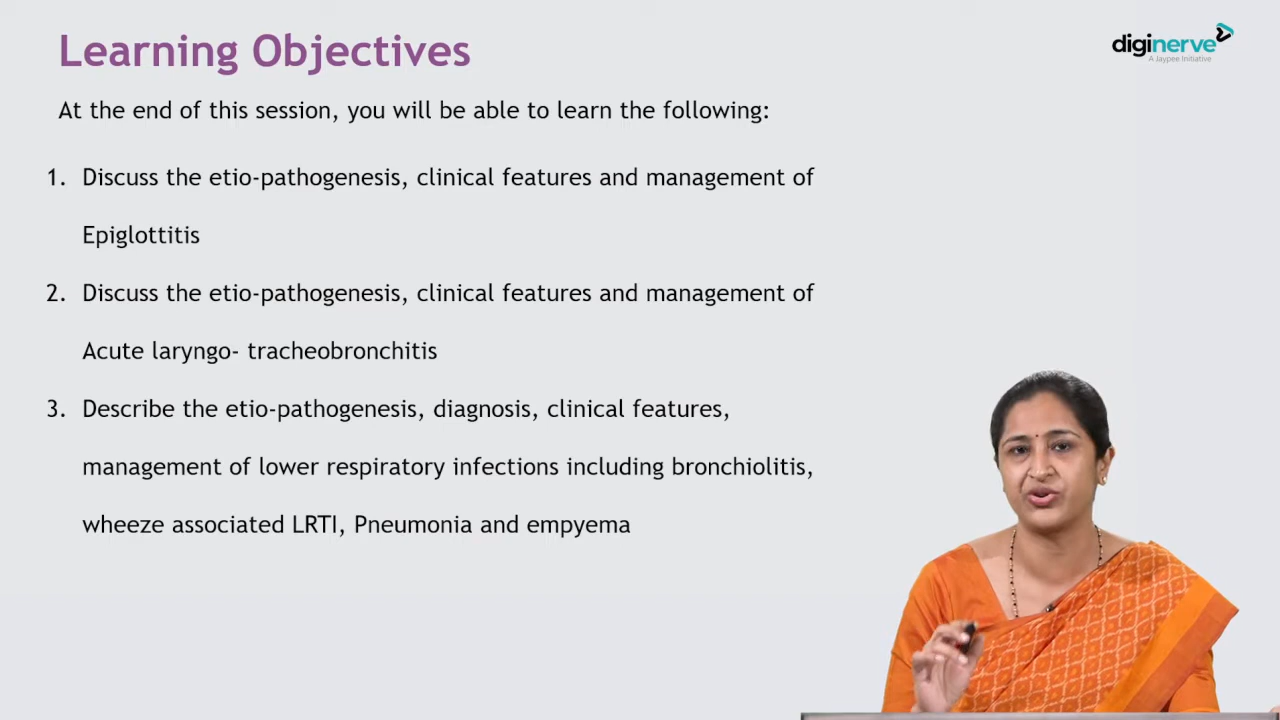 Learning Objectives
diginerve
A Jaypee Initiative
At the end of this session, you will be able to learn the following:
1. Discuss the etio-pathogenesis, clinical features and management of
Epiglottitis
2. Discuss the etio-pathogenesis, clinical features and management of
Acute laryngo- tracheobronchitis
3. Describe the etio-pathogenesis, diagnosis, clinical features,
management of lower respiratory infections including bronchiolitis,
wheeze associated LRTI, Pneumonia and empyema